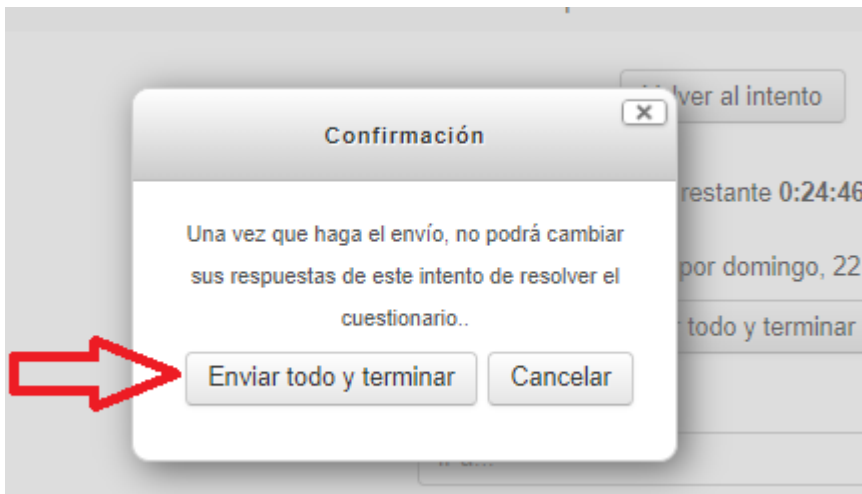 ver al intento
Confirmación
restante 0:24:46
Una vez que haga el envío, no podrá cambiar
sus respuestas de este intento de resolver el
cuestionario..
por domingo, 22
todo y terminar
Enviar todo y terminar
Cancelar